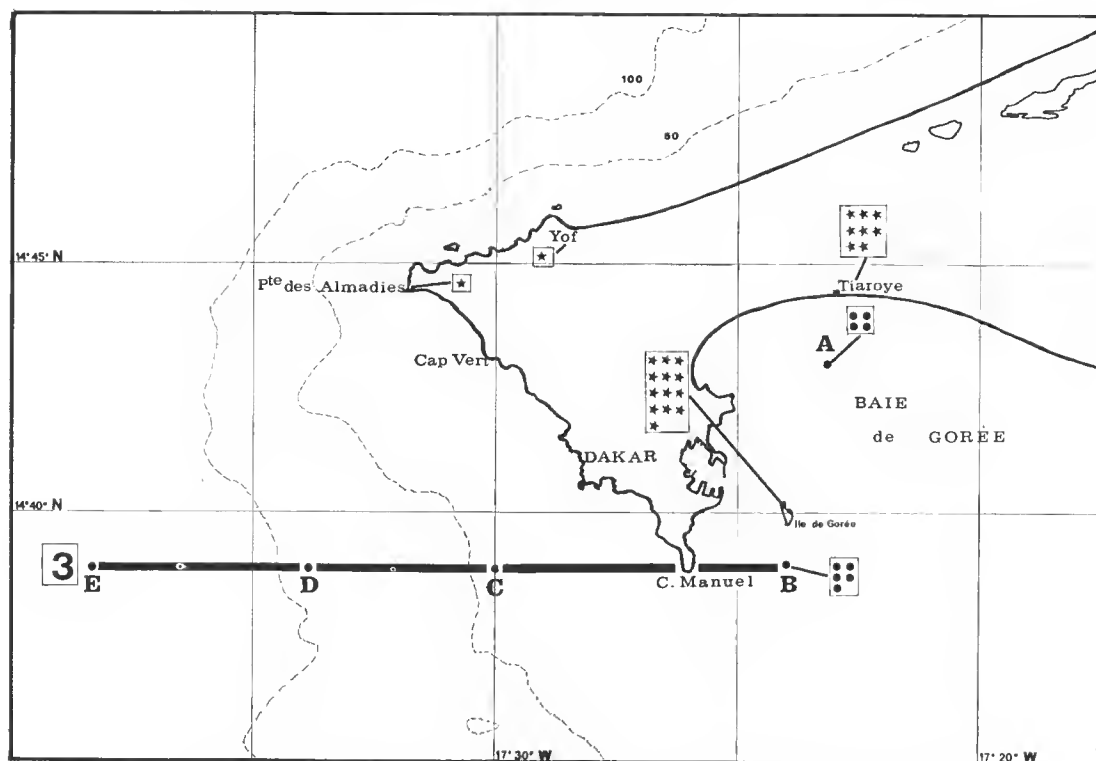 100
50
Yof
14°45' N
Pte des Almadies
Tiaroye
A
Cap Vert
BAIE
de GORÉE
DAKAR
14°40' N
Ile de Gorée
3
E
D
C
C. Manuel
B
17°30' W
17°20' W